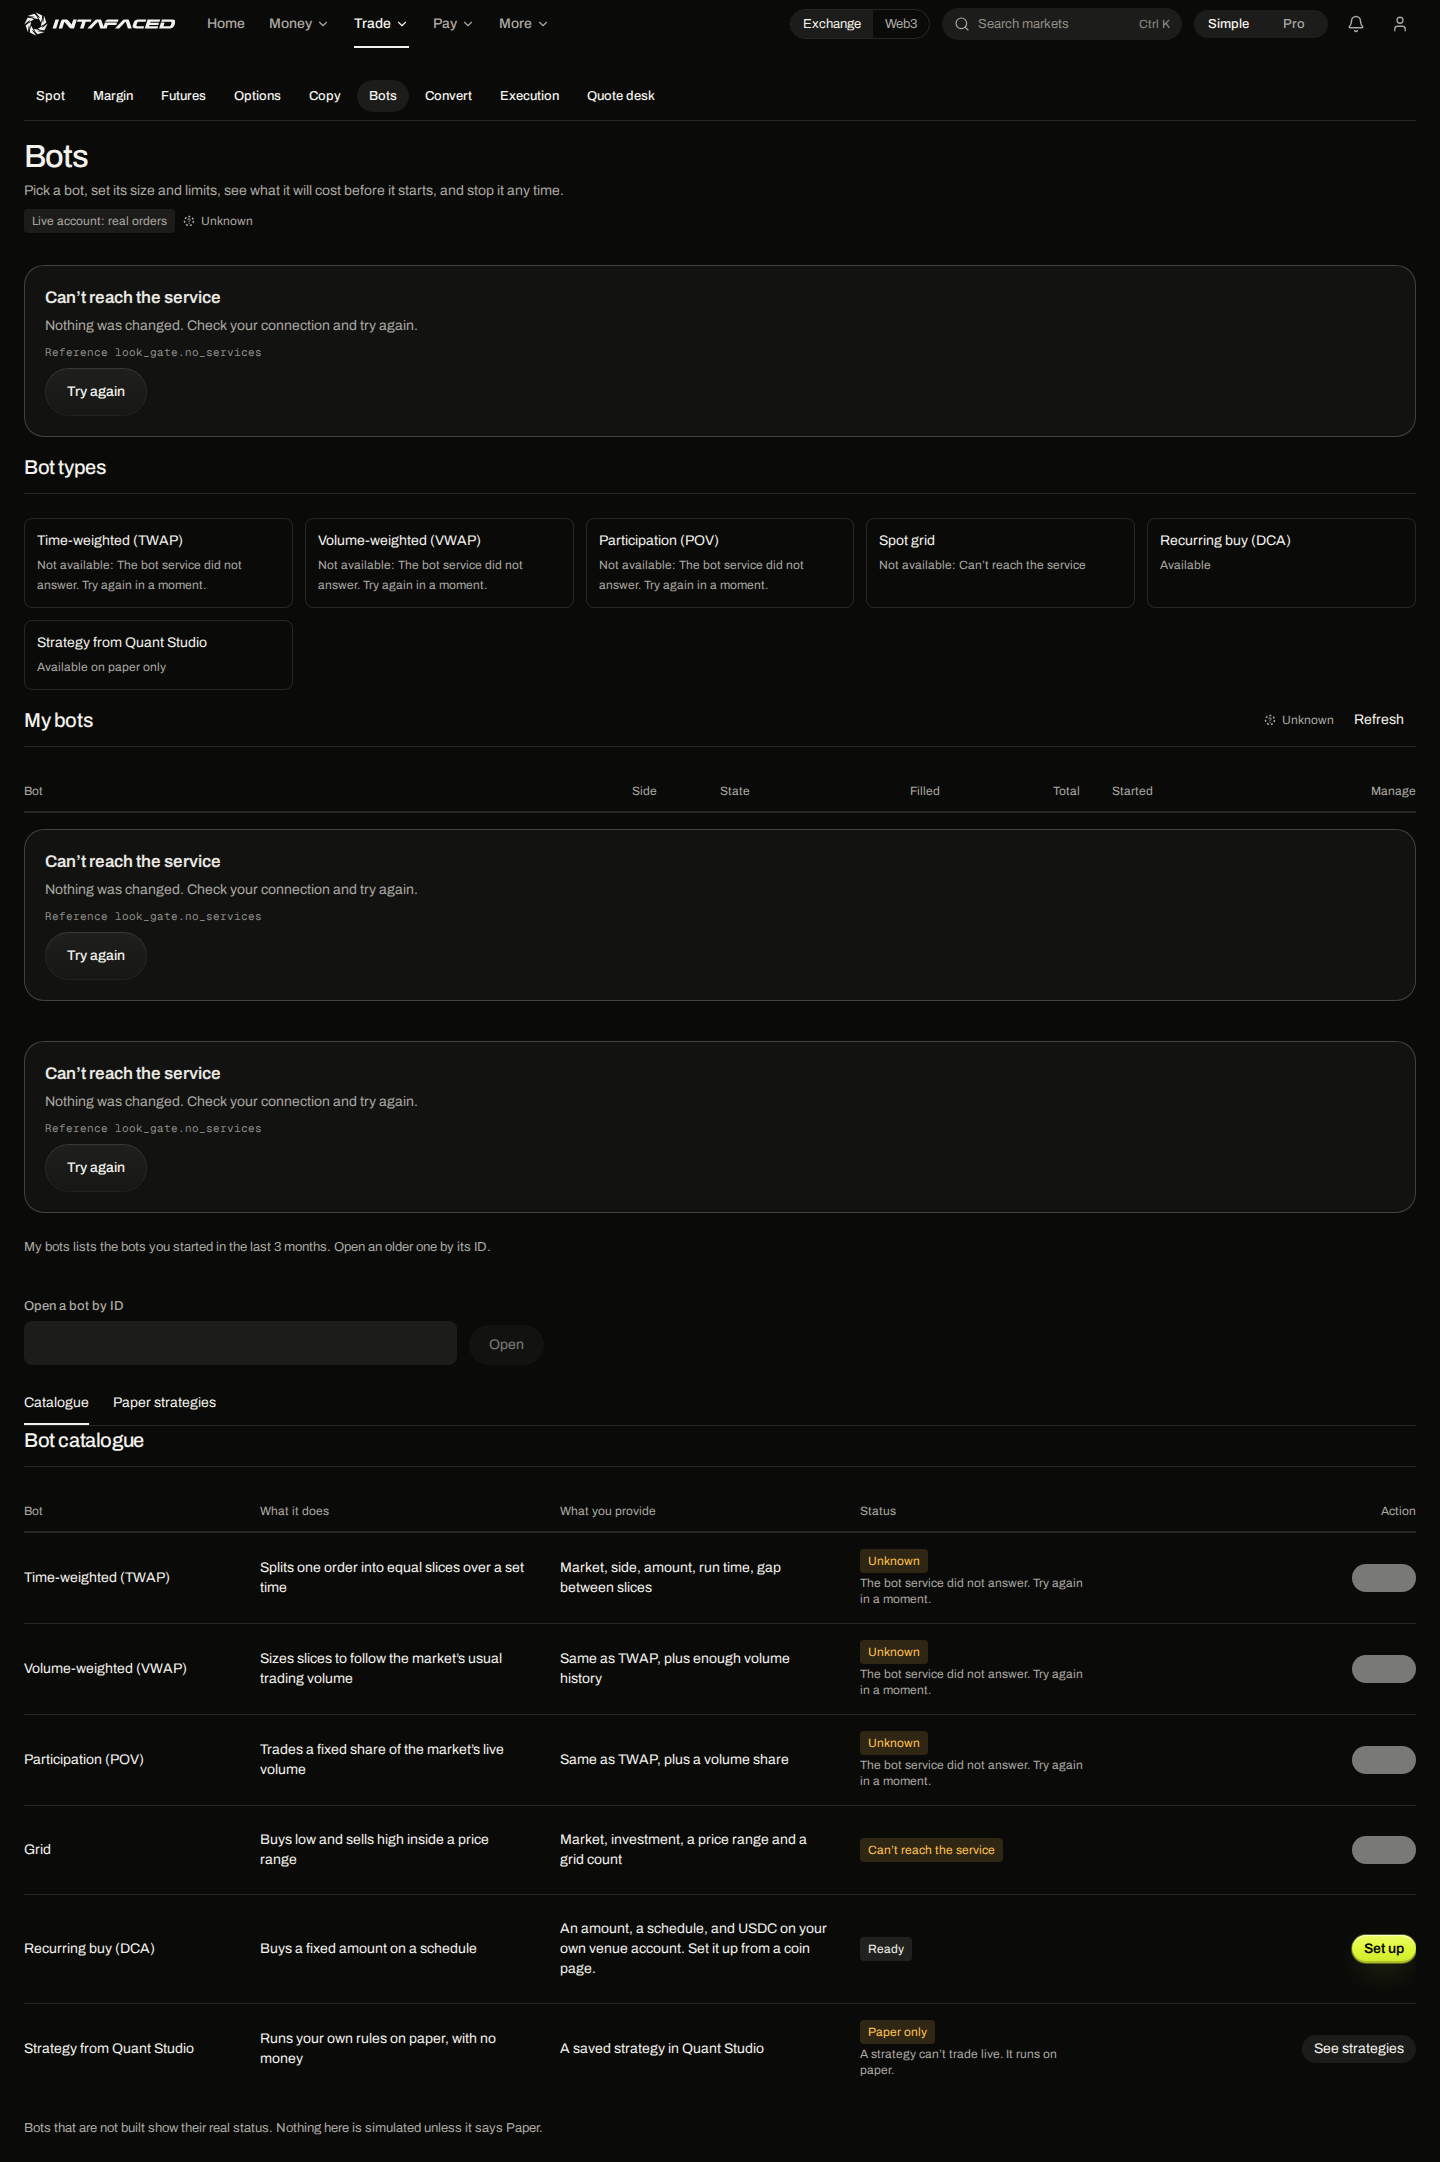 INTAFACED
Home Money Trade Pay More Exchange Web3 Search markets Ctrl K Simple Pro
Spot Margin Futures Options Copy Bots Convert Execution Quote desk
Bots
Pick a bot, set its size and limits, see what it will cost before it starts, and stop it any time.
Live account: real orders Unknown
Can’t reach the service
Nothing was changed. Check your connection and try again.
Reference look_gate.no_services
Try again
Bot types
Time-weighted (TWAP)
Not available: The bot service did not
answer. Try again in a moment.
Volume-weighted (VWAP)
Not available: The bot service did not
answer. Try again in a moment.
Participation (POV)
Not available: The bot service did not
answer. Try again in a moment.
Spot grid
Not available: Can’t reach the service
Recurring buy (DCA)
Available
Strategy from Quant Studio
Available on paper only
My bots Unknown Refresh
Bot Side State Filled Total Started Manage
Can’t reach the service
Nothing was changed. Check your connection and try again.
Reference look_gate.no_services
Try again
Can’t reach the service
Nothing was changed. Check your connection and try again.
Reference look_gate.no_services
Try again
My bots lists the bots you started in the last 3 months. Open an older one by its ID.
Open a bot by ID
Open
Catalogue Paper strategies
Bot catalogue
Bot What it does What you provide Status Action
Time-weighted (TWAP)
Splits one order into equal slices over a set
time
Market, side, amount, run time, gap
between slices
Unknown
The bot service did not answer. Try again
in a moment.
Volume-weighted (VWAP)
Sizes slices to follow the market’s usual
trading volume
Same as TWAP, plus enough volume
history
Unknown
The bot service did not answer. Try again
in a moment.
Participation (POV)
Trades a fixed share of the market’s live
volume
Same as TWAP, plus a volume share
Unknown
The bot service did not answer. Try again
in a moment.
Grid
Buys low and sells high inside a price
range
Market, investment, a price range and a
grid count
Can’t reach the service
Recurring buy (DCA)
Buys a fixed amount on a schedule
An amount, a schedule, and USDC on your
own venue account. Set it up from a coin
page.
Ready
Set up
Strategy from Quant Studio
Runs your own rules on paper, with no
money
A saved strategy in Quant Studio
Paper only
A strategy can’t trade live. It runs on
paper.
See strategies
Bots that are not built show their real status. Nothing here is simulated unless it says Paper.